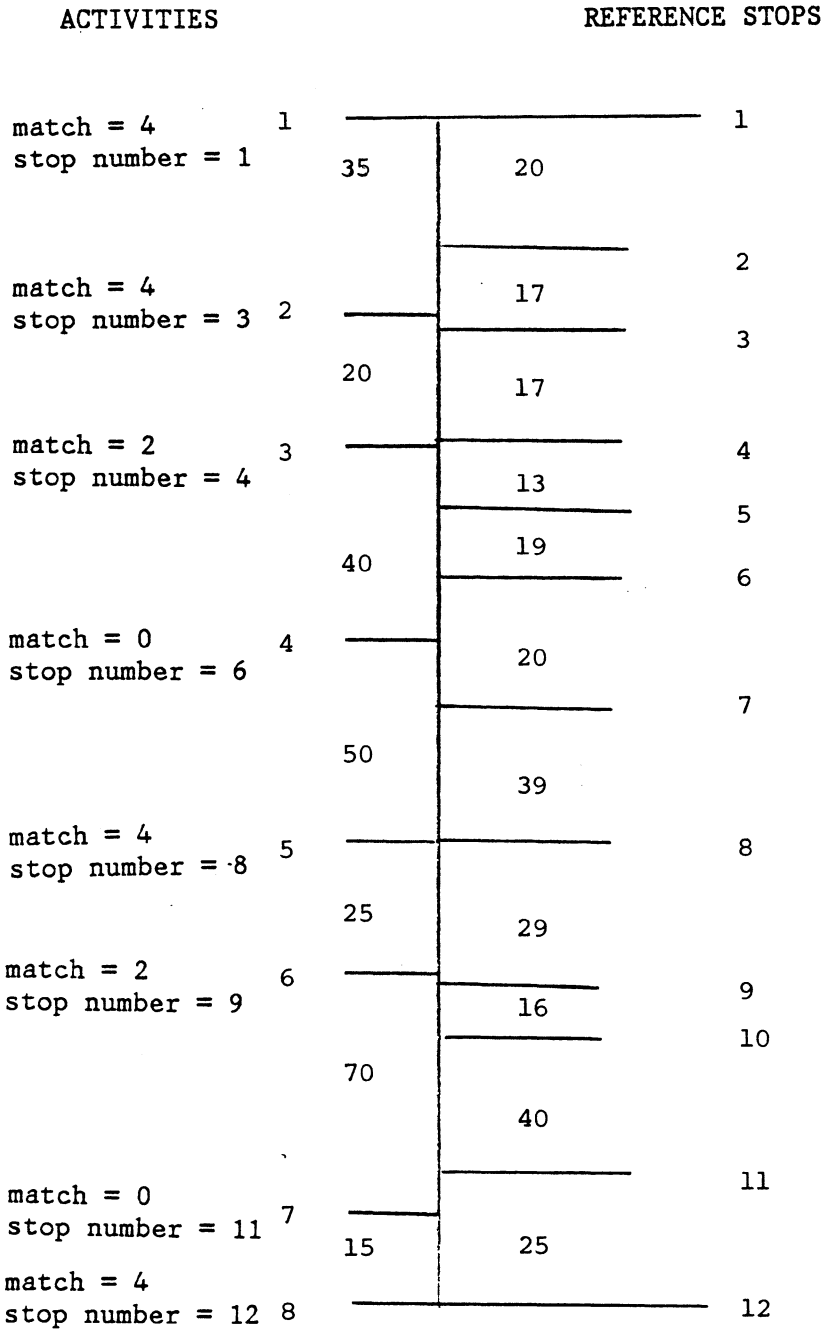 ACTIVITIES REFERENCE STOPS
match = 4 1 1
stop number = 1 35 20
2
match = 4 17
stop number = 3 2
3
20 17
match = 2 3 4
stop number = 4 13
5
19
40 6
match = 0 4
stop number = 6 20
7
50
39
match = 4 5 8
stop number = 8
25 29
match = 2 6 9
stop number = 9 16
10
70
40
11
match = 0 7
stop number = 11
15 25
match = 4
stop number = 12 8 12